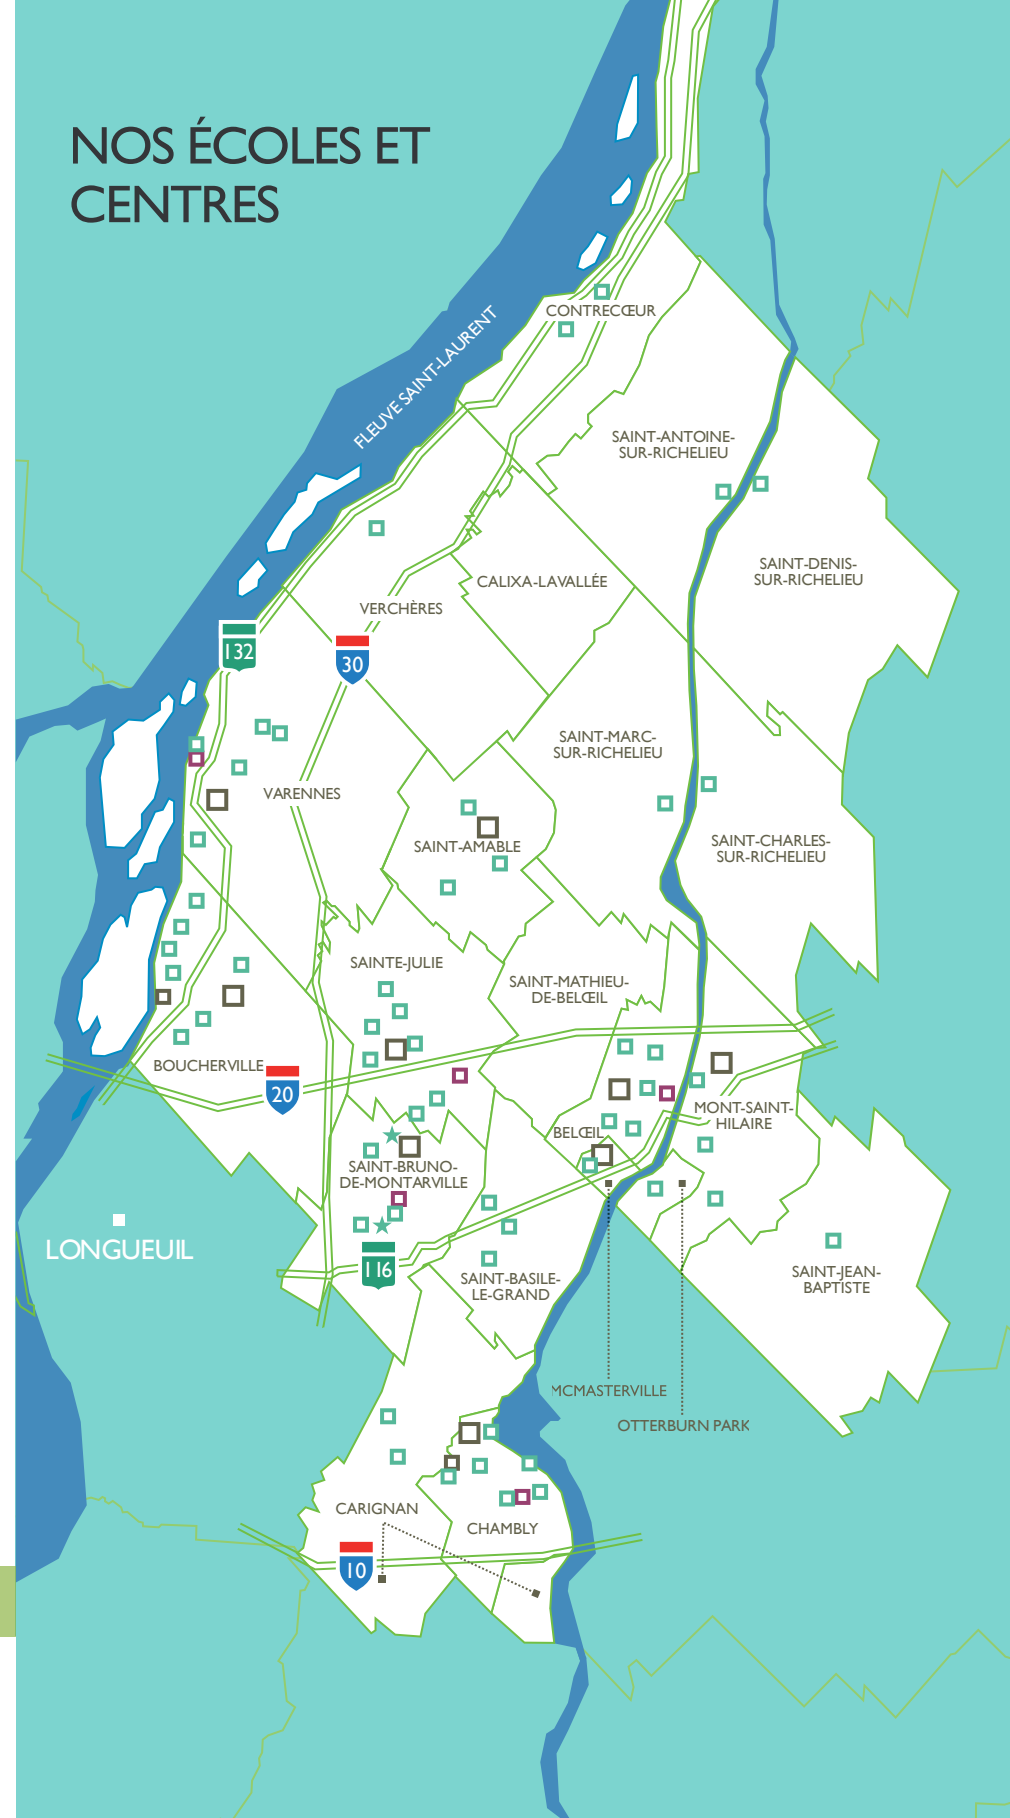 NOS ÉCOLES ET
CENTRES
FLEUVE SAINT-LAURENT
CONTRECŒUR
SAINT-ANTOINE-
SUR-RICHELIEU
SAINT-DENIS-
SUR-RICHELIEU
CALIXA-LAVALLÉE
VERCHÈRES
132
30
SAINT-MARC-
SUR-RICHELIEU
VARENNES
SAINT-AMABLE
SAINT-CHARLES-
SUR-RICHELIEU
SAINTE-JULIE
SAINT-MATHIEU-
DE-BELŒIL
BOUCHERVILLE
20
MONT-SAINT-
HILAIRE
BELŒIL
SAINT-BRUNO-
DE-MONTARVILLE
LONGUEUIL
116
SAINT-BASILE-
LE-GRAND
SAINT-JEAN-
BAPTISTE
MCMASTERVILLE
OTTERBURN PARK
CARIGNAN
CHAMBLY
10